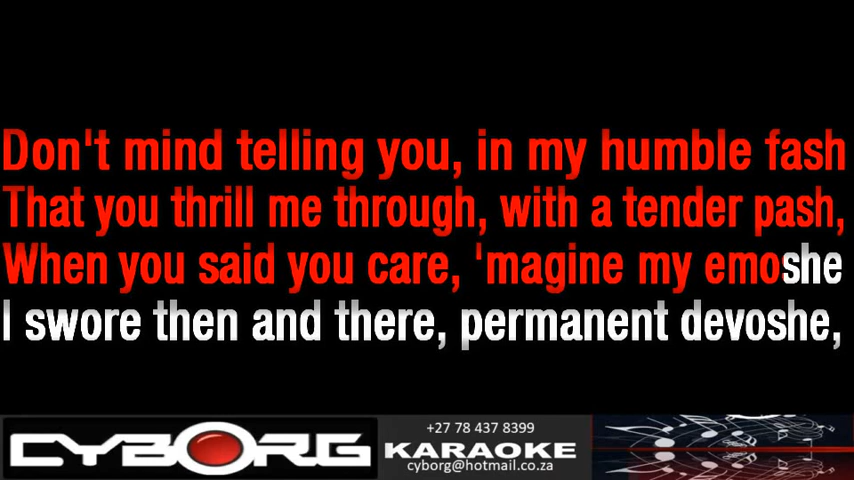 Don't mind telling you, in my humble fash
That you thrill me through, with a tender pash,
When you said you care, 'magine my emoshe
I swore then and there, permanent devoshe,
CYBORG
+27 78 437 8399
KARAOKE
cyborg@hotmail.co.za